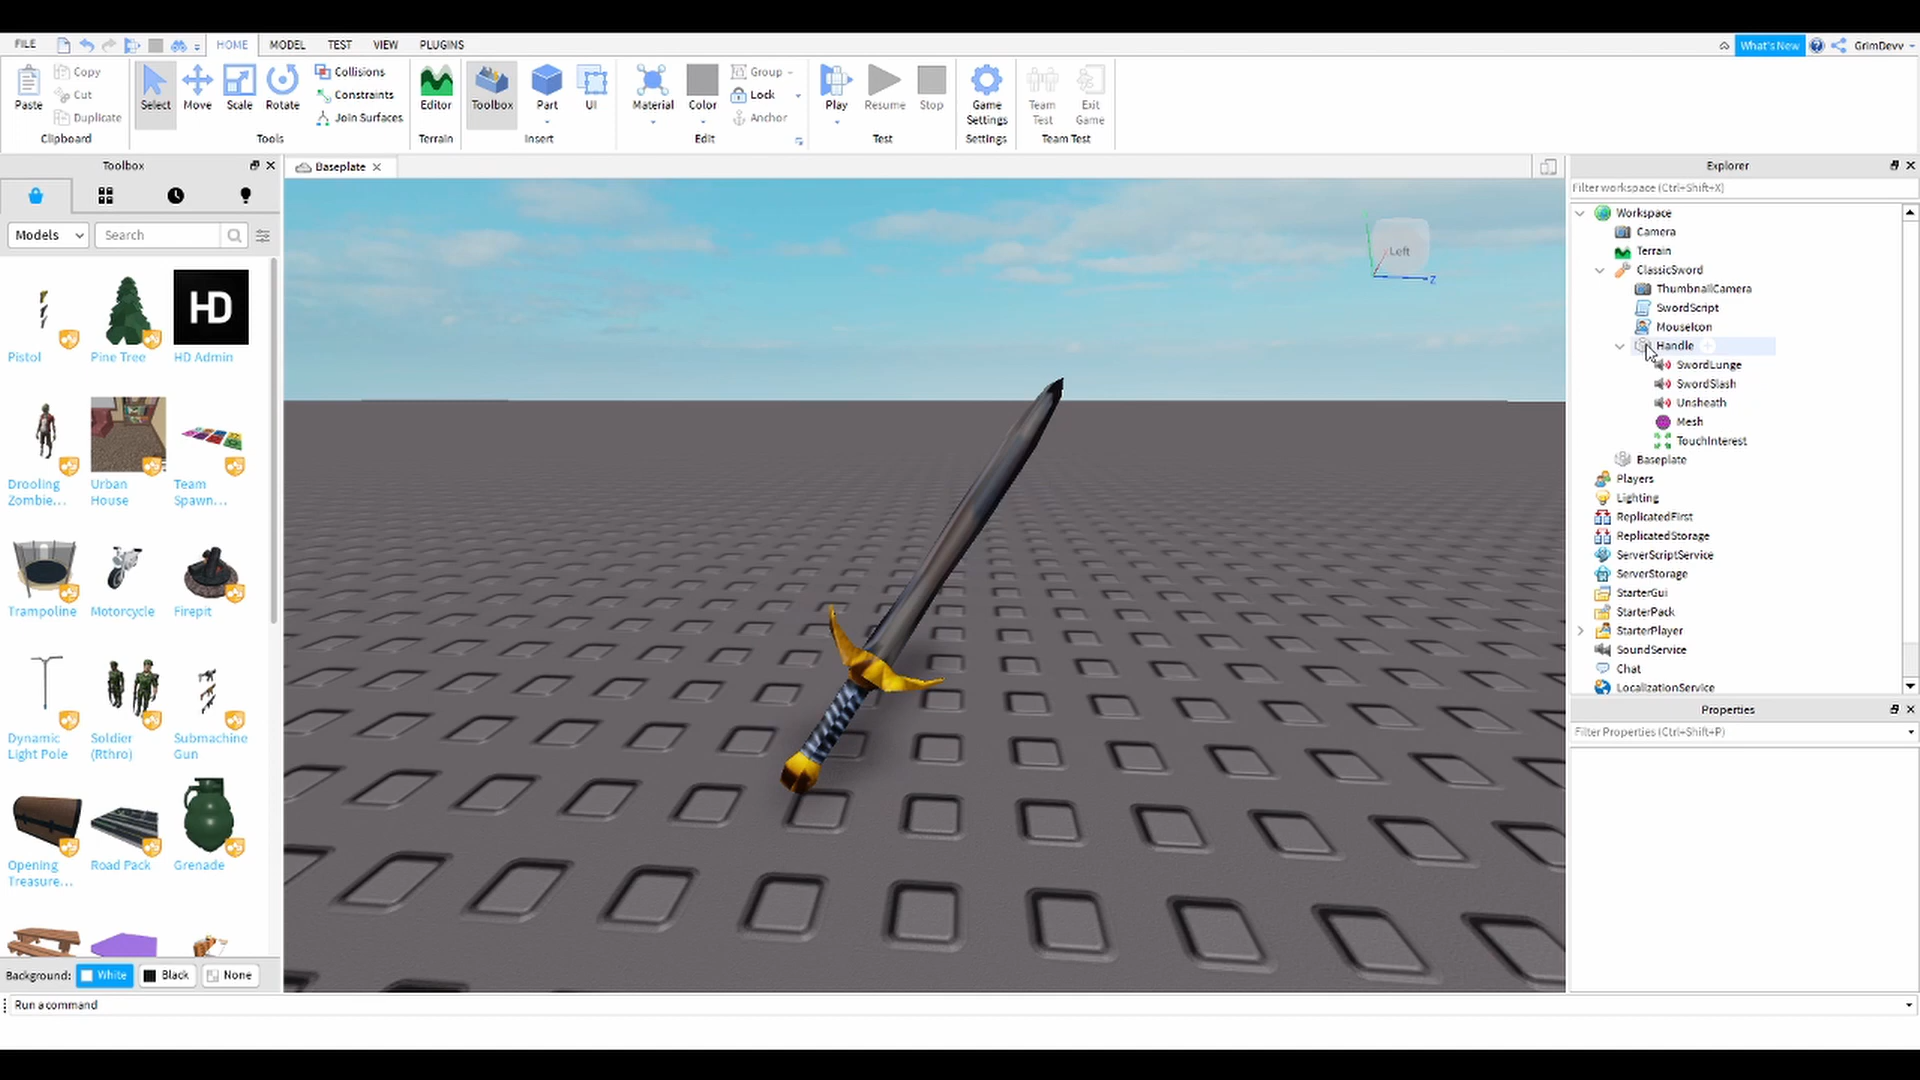 FILE HOME MODEL TEST VIEW PLUGINS What's New GrimDevv
Paste Copy Cut Duplicate Select Move Scale Rotate Collisions Constraints Join Surfaces Editor Toolbox Part UI Material Color Group Lock Anchor Play Resume Stop Game Settings Team Test Exit Game
Clipboard Tools Terrain Insert Edit Test Settings Team Test
Toolbox
Baseplate
Explorer
Models Search
Filter workspace (Ctrl+Shift+X)
Pistol Pine Tree HD Admin
HD
Drooling Zombie... Urban House Team Spawn...
Trampoline Motorcycle Firepit
Dynamic Light Pole Soldier (Rthro) Submachine Gun
Opening Treasure... Road Pack Grenade
Background: White Black None
Left
Z
Workspace
Camera
Terrain
ClassicSword
ThumbnailCamera
SwordScript
MouseIcon
Handle
SwordLunge
SwordSlash
Unsheath
Mesh
TouchInterest
Baseplate
Players
Lighting
ReplicatedFirst
ReplicatedStorage
ServerScriptService
ServerStorage
StarterGui
StarterPack
StarterPlayer
SoundService
Chat
LocalizationService
Properties
Filter Properties (Ctrl+Shift+P)
Run a command